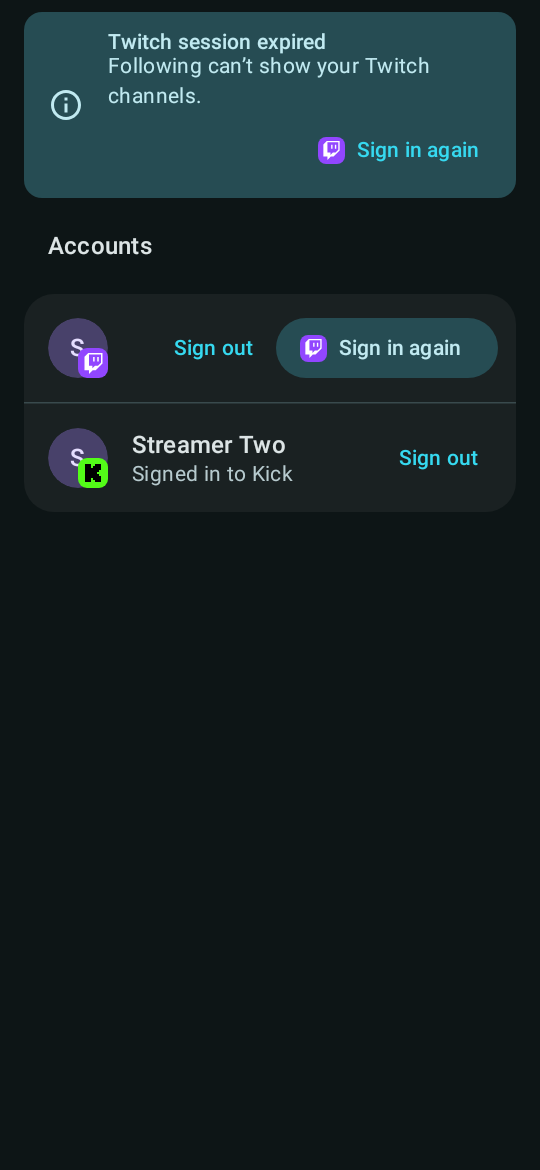 Twitch session expired
Following can’t show your Twitch
channels.
Sign in again
Accounts
S
Sign out
Sign in again
S
Streamer Two
Signed in to Kick
Sign out